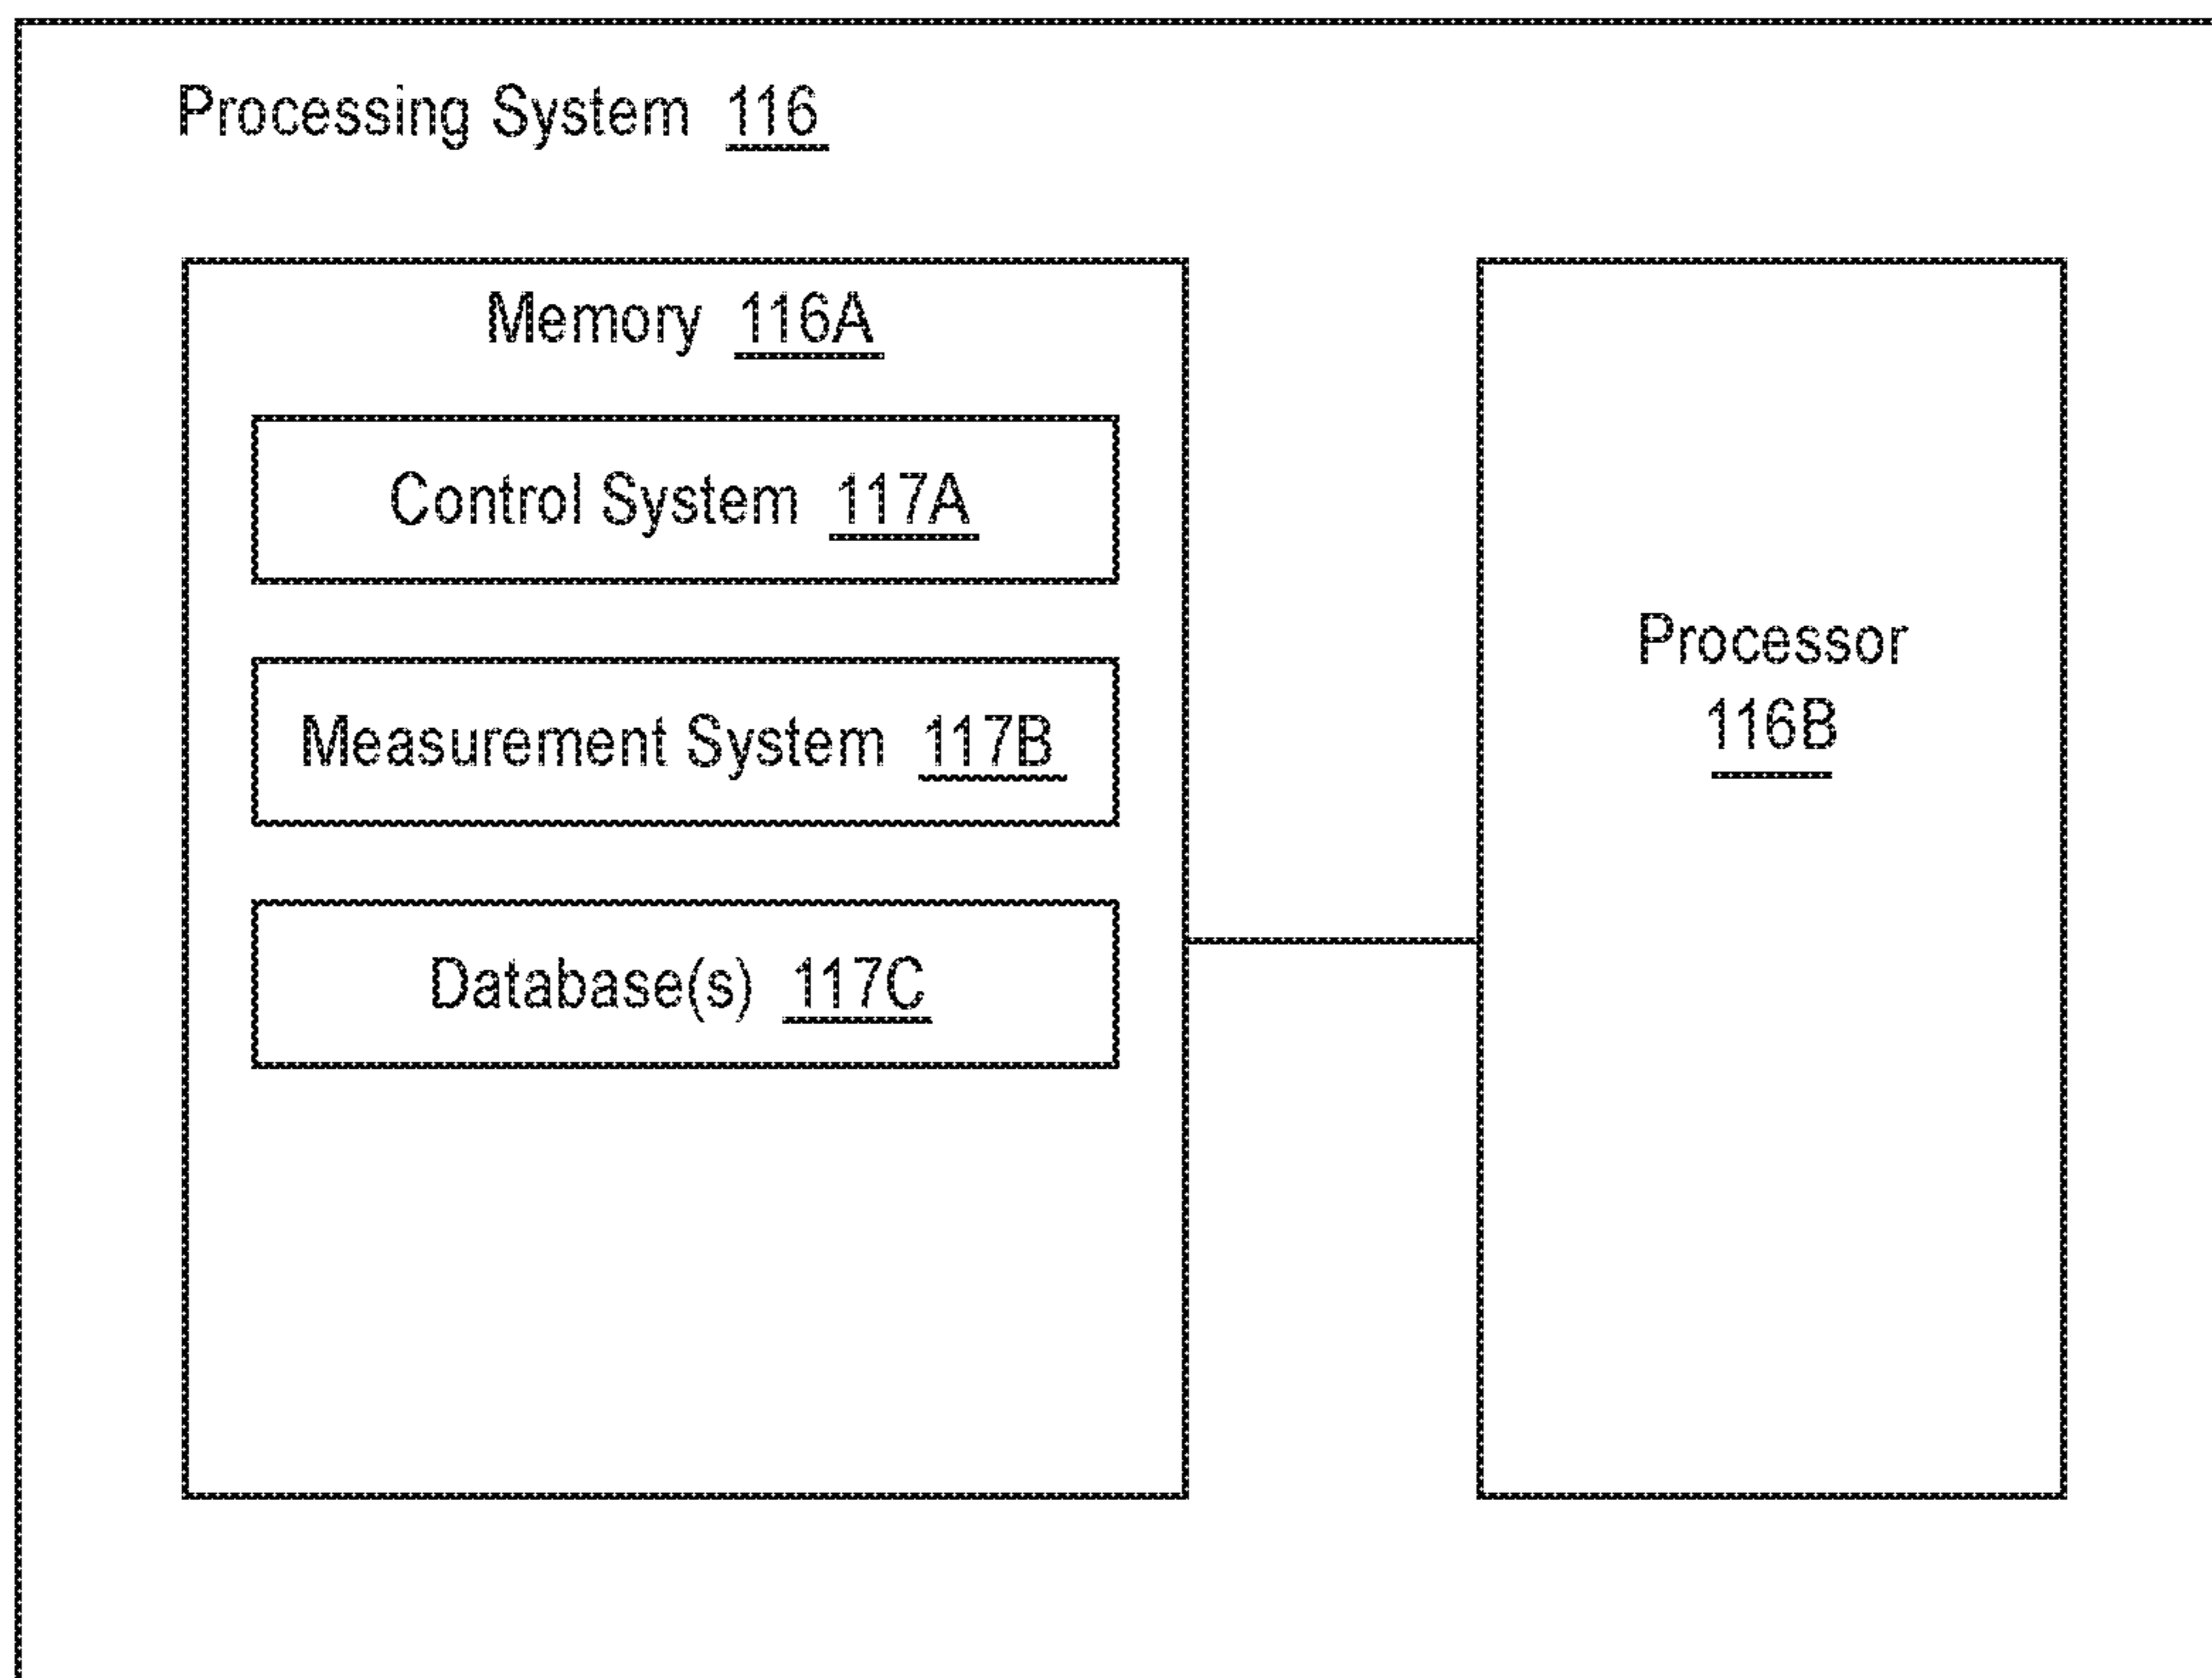 Processing System 116
Memory 116A
Control System 117A
Measurement System 117B
Database(s) 117C
Processor
116B